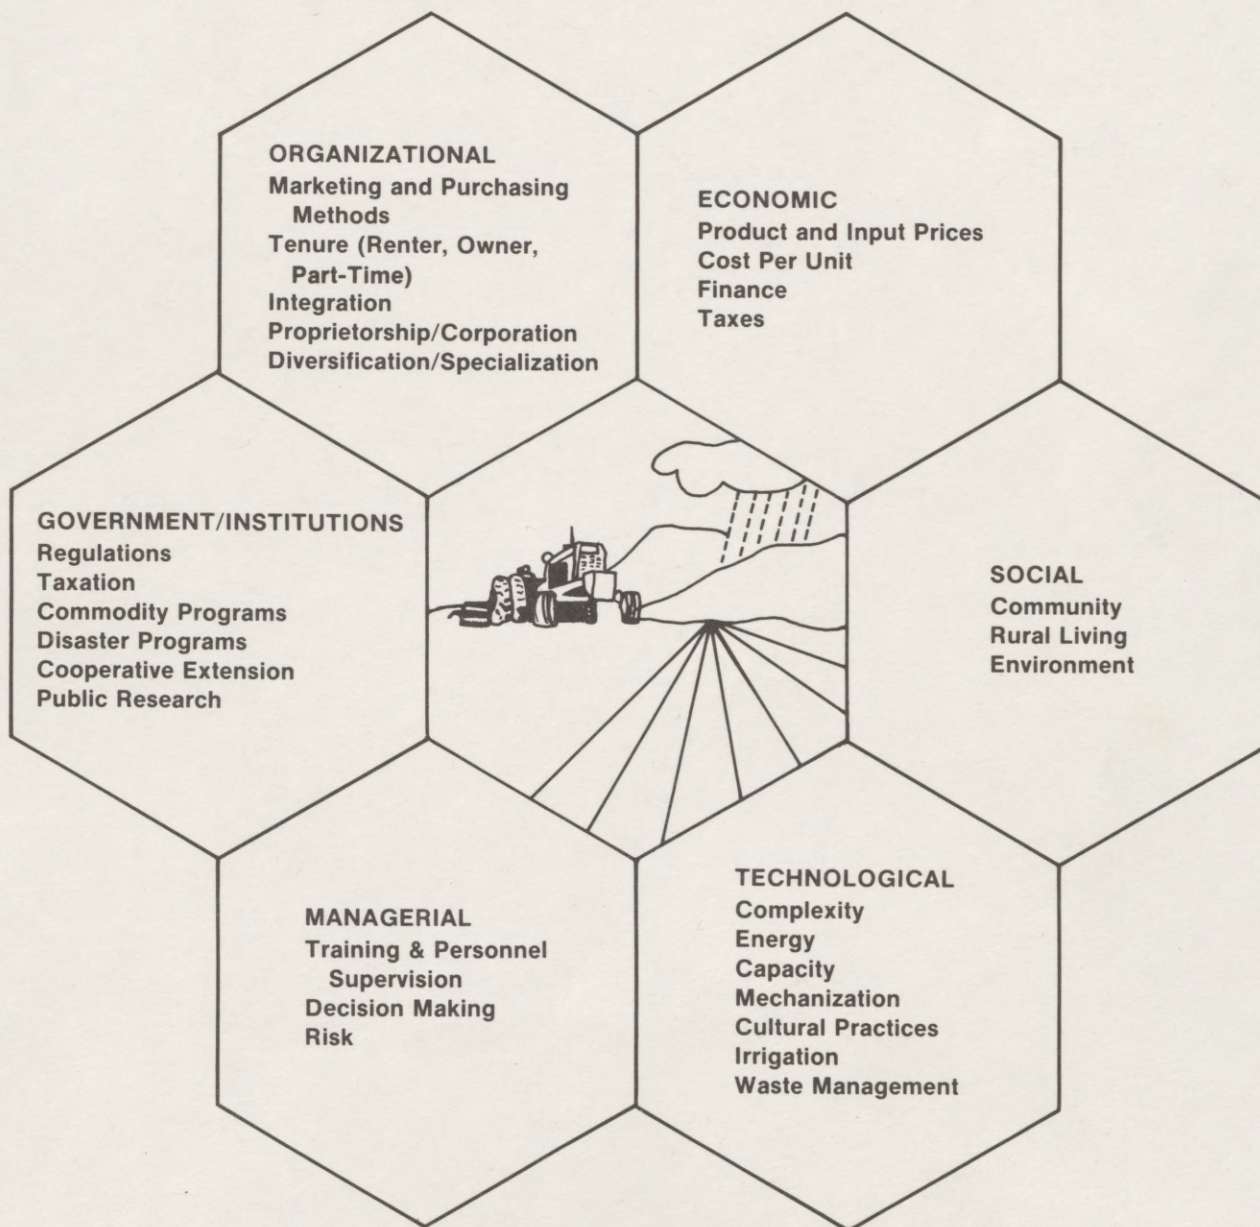 ORGANIZATIONAL
Marketing and Purchasing
Methods
Tenure (Renter, Owner,
Part-Time)
Integration
Proprietorship/Corporation
Diversification/Specialization
ECONOMIC
Product and Input Prices
Cost Per Unit
Finance
Taxes
GOVERNMENT/INSTITUTIONS
Regulations
Taxation
Commodity Programs
Disaster Programs
Cooperative Extension
Public Research
SOCIAL
Community
Rural Living
Environment
MANAGERIAL
Training & Personnel
Supervision
Decision Making
Risk
TECHNOLOGICAL
Complexity
Energy
Capacity
Mechanization
Cultural Practices
Irrigation
Waste Management